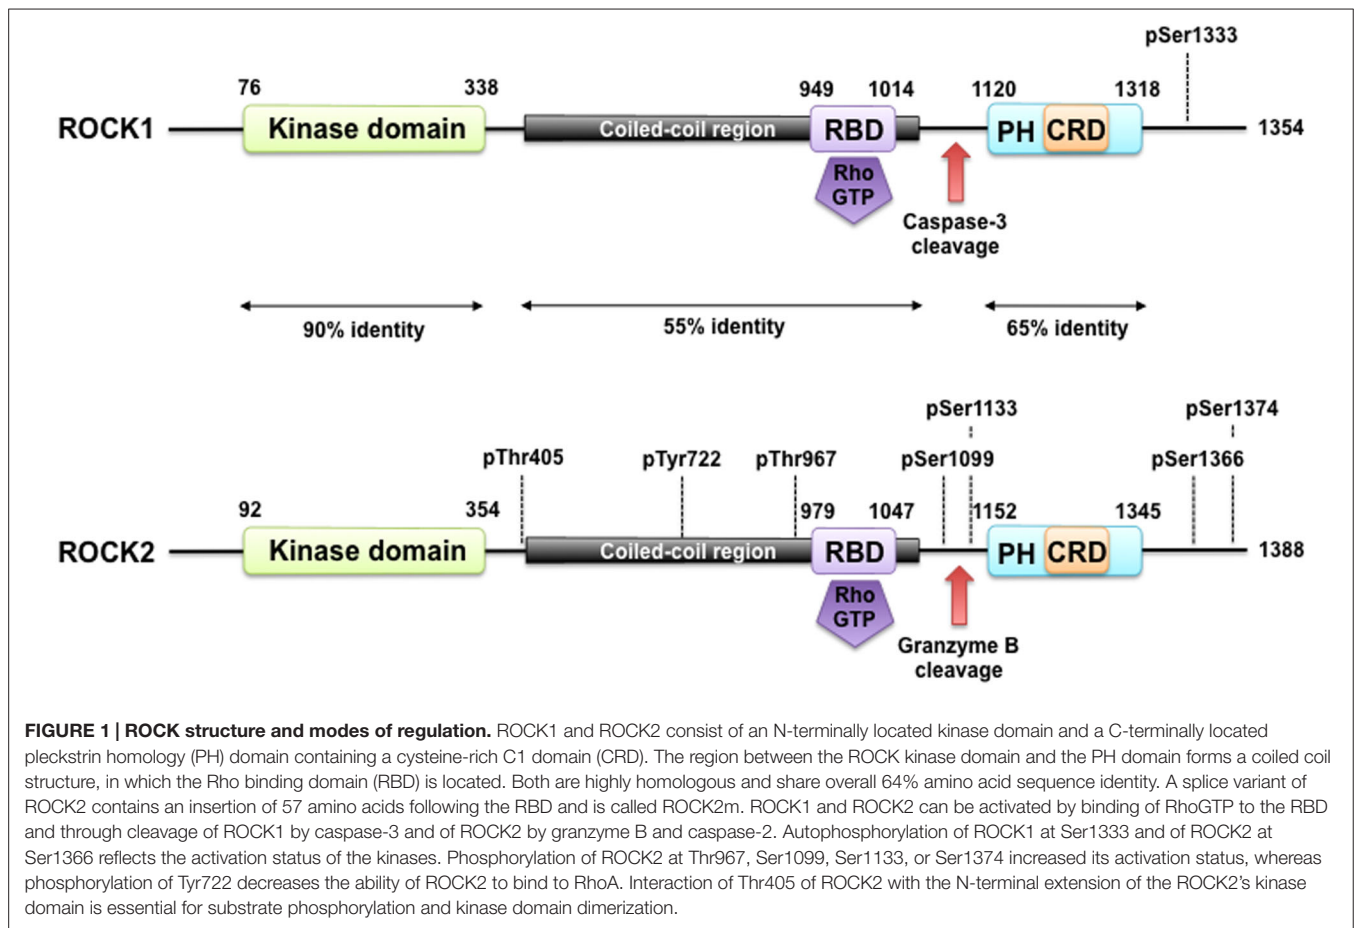 pSer1333
76 338 949 1014 1120 1318
ROCK1 Kinase domain Coiled-coil region RBD PH CRD 1354
Rho
GTP
Caspase-3
cleavage
90% identity 55% identity 65% identity
pSer1133 pSer1374
pThr405 pTyr722 pThr967 pSer1099 pSer1366
92 354 979 1047 1152 1345
ROCK2 Kinase domain Coiled-coil region RBD PH CRD 1388
Rho
GTP
Granzyme B
cleavage
FIGURE 1 | ROCK structure and modes of regulation. ROCK1 and ROCK2 consist of an N-terminally located kinase domain and a C-terminally located
pleckstrin homology (PH) domain containing a cysteine-rich C1 domain (CRD). The region between the ROCK kinase domain and the PH domain forms a coiled coil
structure, in which the Rho binding domain (RBD) is located. Both are highly homologous and share overall 64% amino acid sequence identity. A splice variant of
ROCK2 contains an insertion of 57 amino acids following the RBD and is called ROCK2m. ROCK1 and ROCK2 can be activated by binding of RhoGTP to the RBD
and through cleavage of ROCK1 by caspase-3 and of ROCK2 by granzyme B and caspase-2. Autophosphorylation of ROCK1 at Ser1333 and of ROCK2 at
Ser1366 reflects the activation status of the kinases. Phosphorylation of ROCK2 at Thr967, Ser1099, Ser1133, or Ser1374 increased its activation status, whereas
phosphorylation of Tyr722 decreases the ability of ROCK2 to bind to RhoA. Interaction of Thr405 of ROCK2 with the N-terminal extension of the ROCK2's kinase
domain is essential for substrate phosphorylation and kinase domain dimerization.